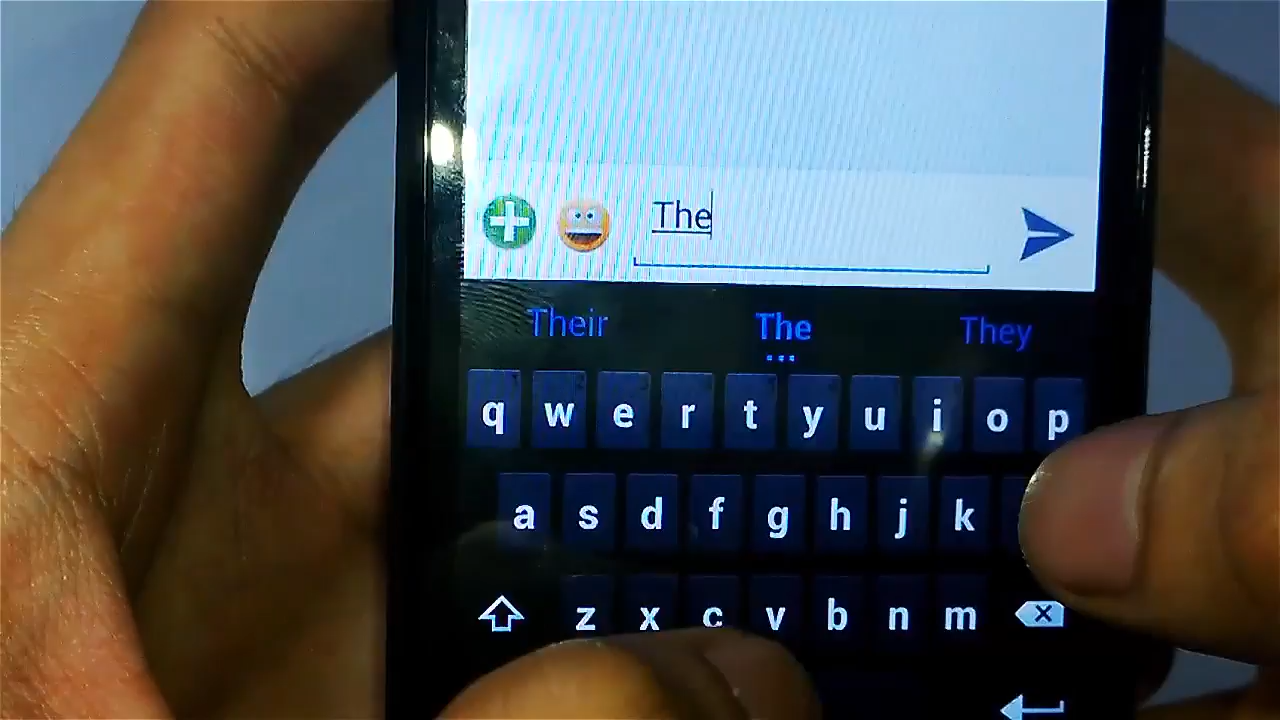 The
Their The They
q w e r t y u i o p
a s d f g h j k
z x c v b n m